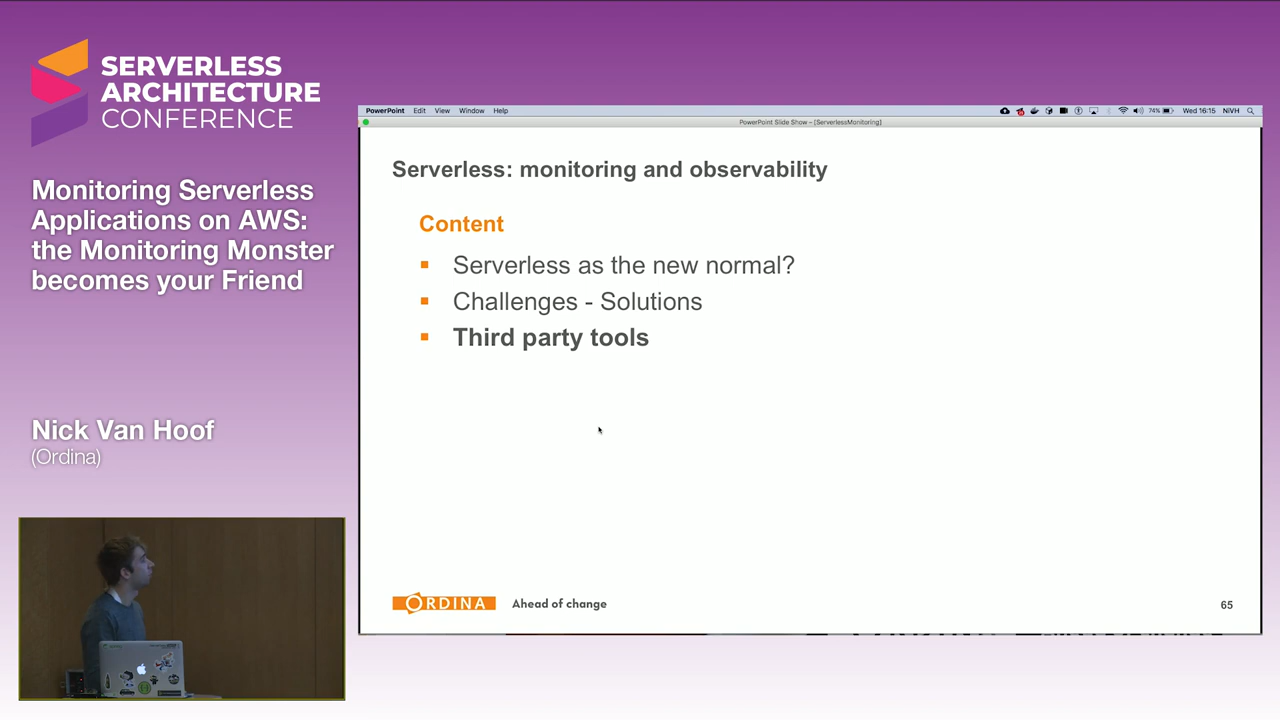 SERVERLESS
ARCHITECTURE
CONFERENCE
Monitoring Serverless
Applications on AWS:
the Monitoring Monster
becomes your Friend
Nick Van Hoof
(Ordina)
PowerPoint Edit View Window Help
74% Wed 16:15 NiVH
PowerPoint Slide Show - [ServerlessMonitoring]
Serverless: monitoring and observability
Content
Serverless as the new normal?
Challenges - Solutions
Third party tools
ORDINA Ahead of change
65